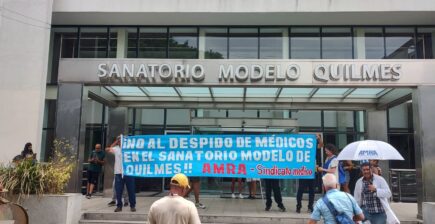 SANATORIO MODELO QUILMES
¡NO AL DESPIDO DE MÉDICOS
EN EL SANATORIO MODELO DE
QUILMES!! AMRA - Sindicato médico
AMRA